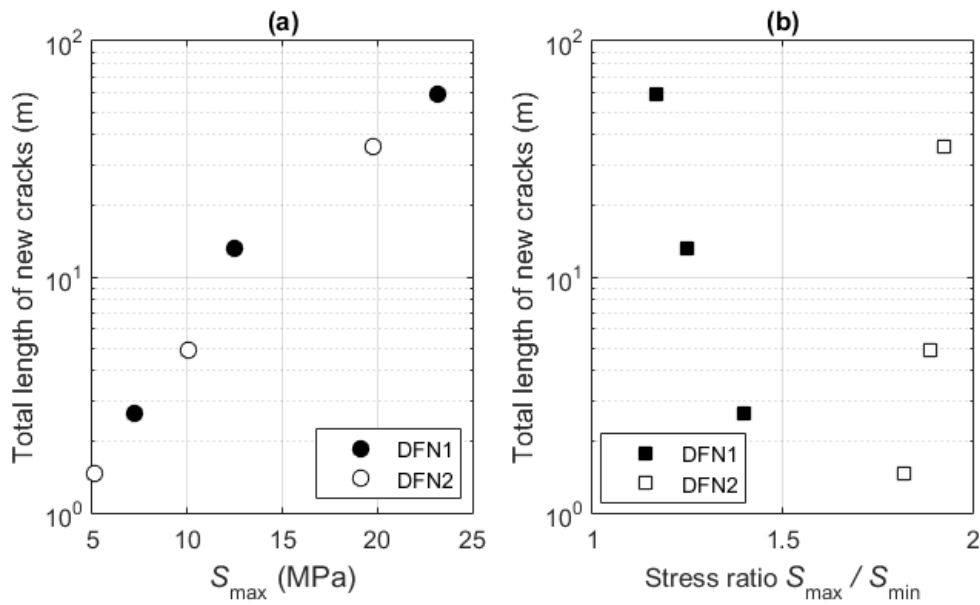 (a)
Total length of new cracks (m)
10²
10¹
10⁰
5 10 15 20 25
S_max (MPa)
DFN1
DFN2
(b)
Total length of new cracks (m)
10²
10¹
10⁰
1 1.5 2
Stress ratio S_max / S_min
DFN1
DFN2